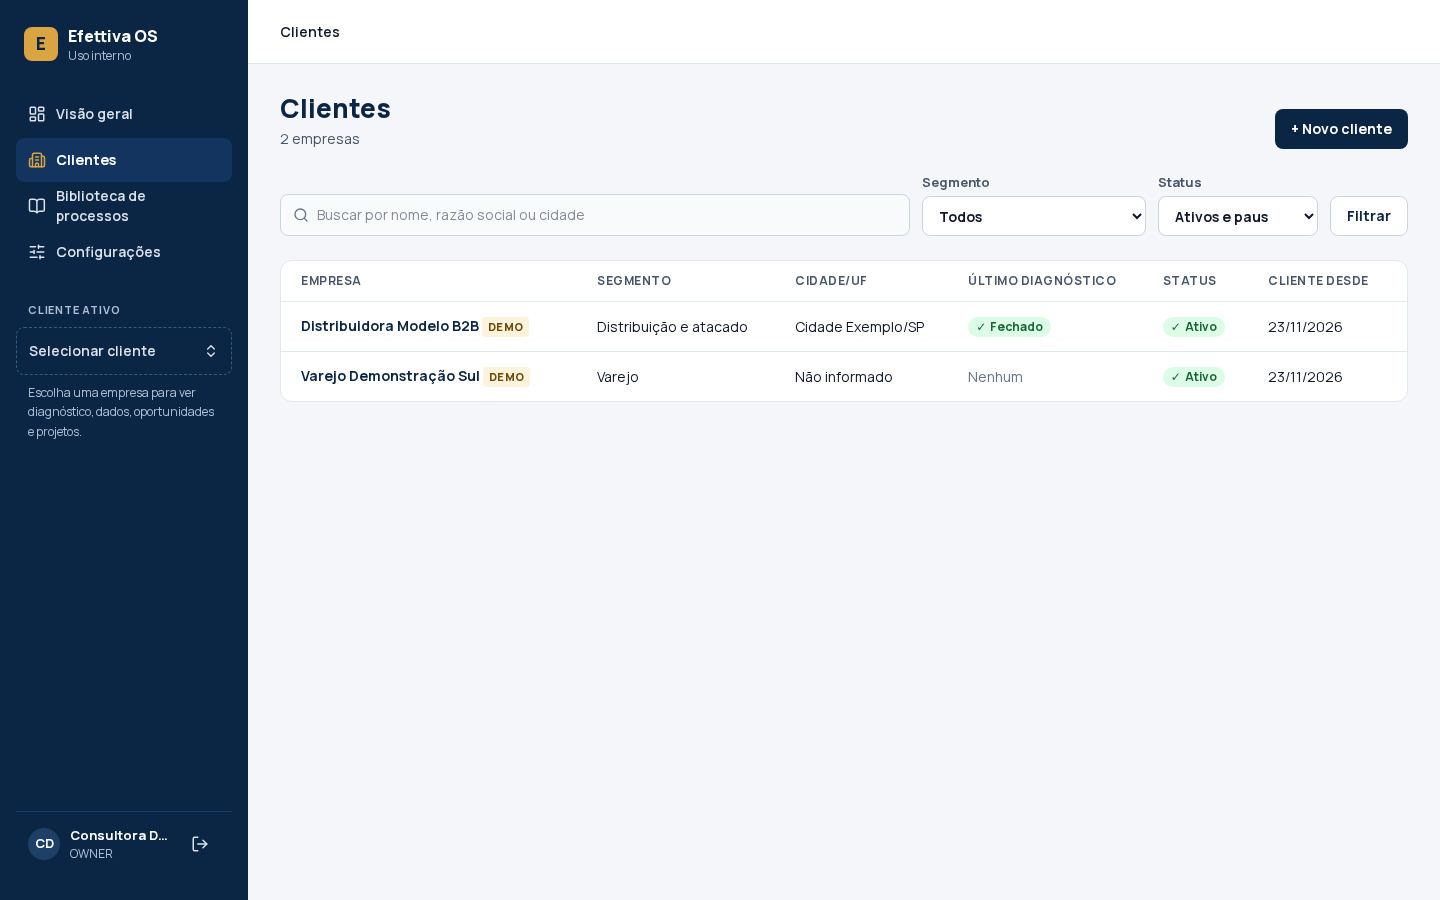 E
Efettiva OS
Uso interno
Visão geral
Clientes
Biblioteca de
processos
Configurações
CLIENTE ATIVO
Selecionar cliente
Escolha uma empresa para ver
diagnóstico, dados, oportunidades
e projetos.
CD
Consultora D...
OWNER
Clientes
Clientes
2 empresas
+ Novo cliente
Buscar por nome, razão social ou cidade
Segmento
Todos
Status
Ativos e paus
Filtrar
EMPRESA SEGMENTO CIDADE/UF ÚLTIMO DIAGNÓSTICO STATUS CLIENTE DESDE
Distribuidora Modelo B2B DEMO Distribuição e atacado Cidade Exemplo/SP ✓ Fechado ✓ Ativo 23/11/2026
Varejo Demonstração Sul DEMO Varejo Não informado Nenhum ✓ Ativo 23/11/2026